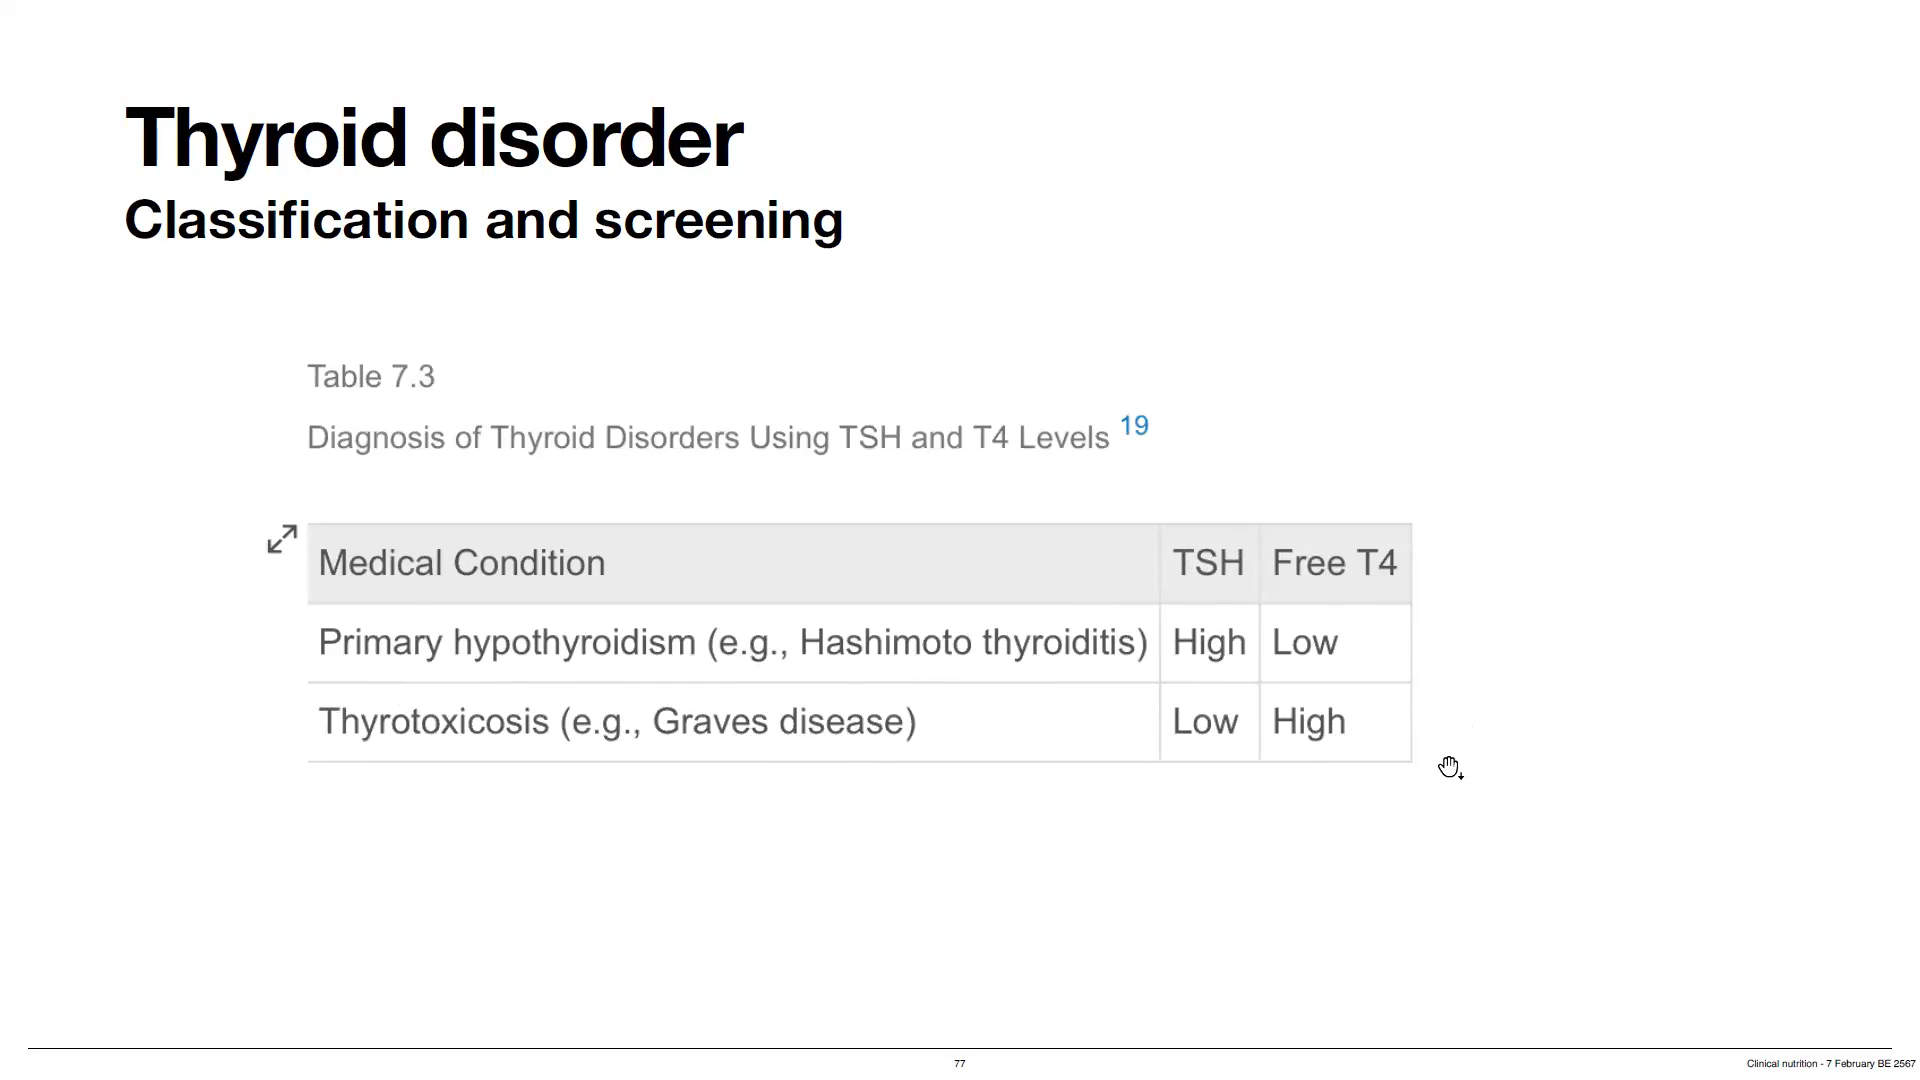 Thyroid disorder
Classification and screening
Table 7.3
Diagnosis of Thyroid Disorders Using TSH and T4 Levels 19
Medical Condition TSH Free T4
Primary hypothyroidism (e.g., Hashimoto thyroiditis) High Low
Thyrotoxicosis (e.g., Graves disease) Low High
77
Clinical nutrition - 7 February BE 2567